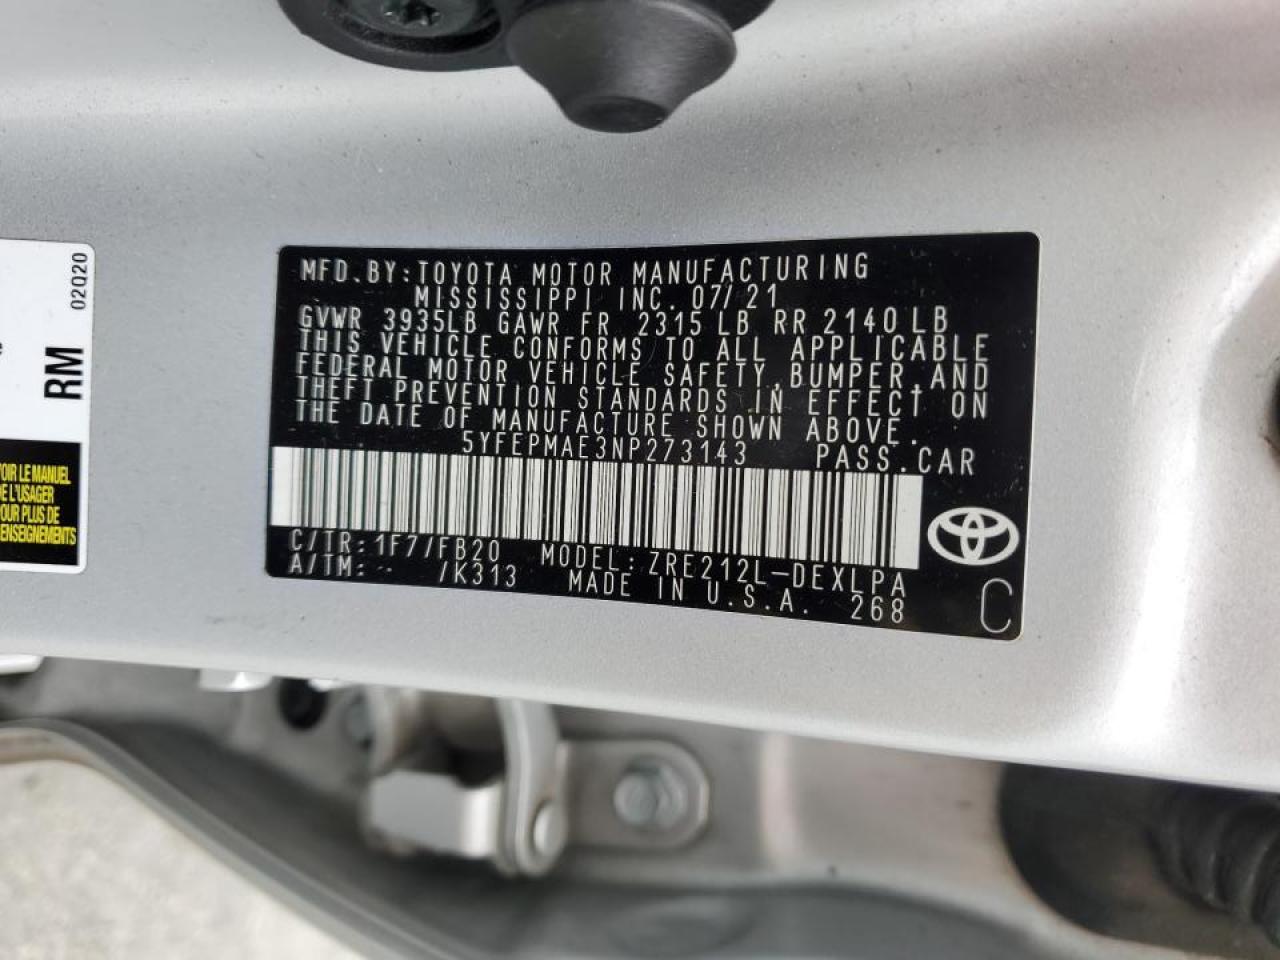 MFD.BY:TOYOTA MOTOR MANUFACTURING
MISSISSIPPI INC. 07/21
GVWR 3935LB GAWR FR 2315 LB RR 2140 LB
THIS VEHICLE CONFORMS TO ALL APPLICABLE
FEDERAL MOTOR VEHICLE SAFETY, BUMPER, AND
THEFT PREVENTION STANDARDS IN EFFECT ON
THE DATE OF MANUFACTURE SHOWN ABOVE.
5YFEPMAE3NP273143 PASS.CAR
C/TR: 1F7/FB20 MODEL: ZRE212L-DEXLPA
A/TM: - /K313 MADE IN U.S.A. 268
C
RM 02020
VOIR LE MANUEL
DE L'USAGER
POUR PLUS DE
RENSEIGNEMENTS